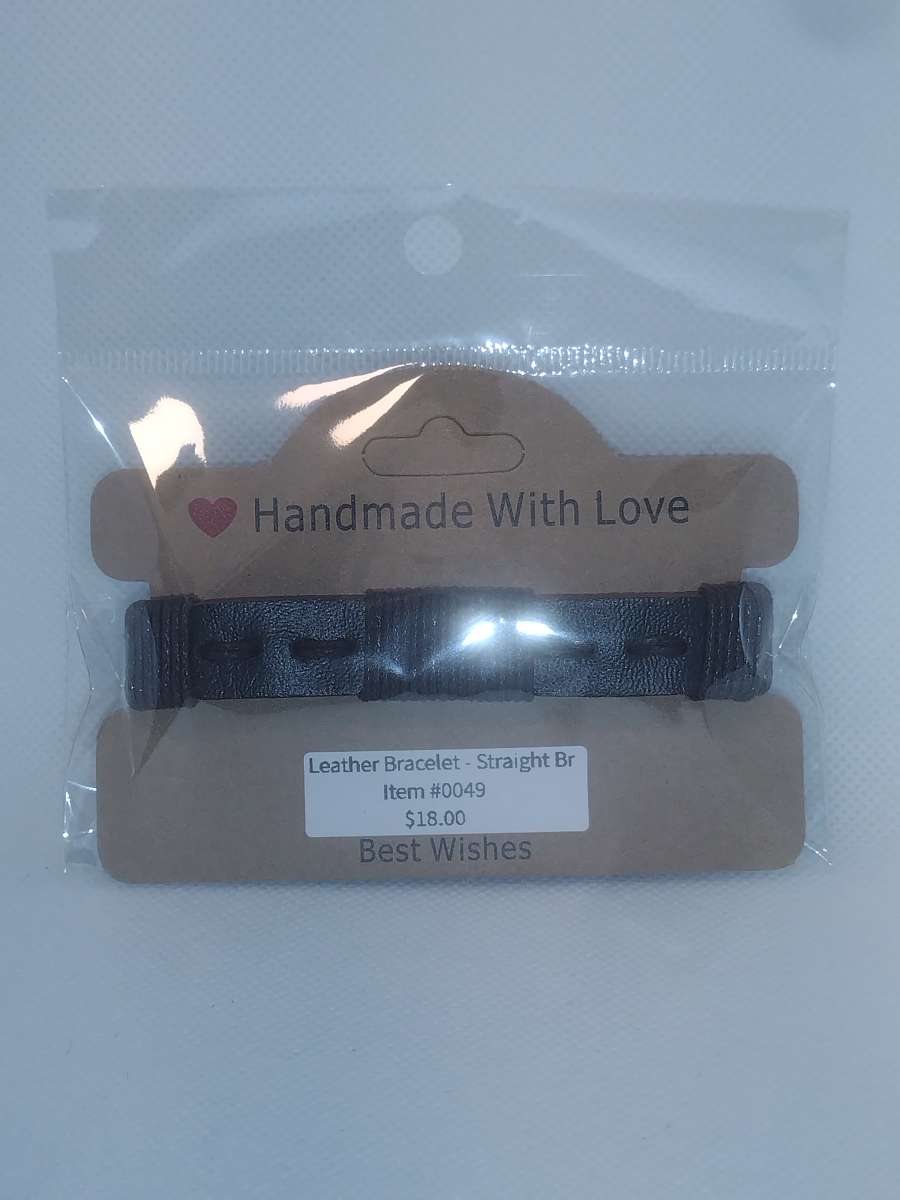 Handmade With Love
Leather Bracelet - Straight Br
Item #0049
$18.00
Best Wishes